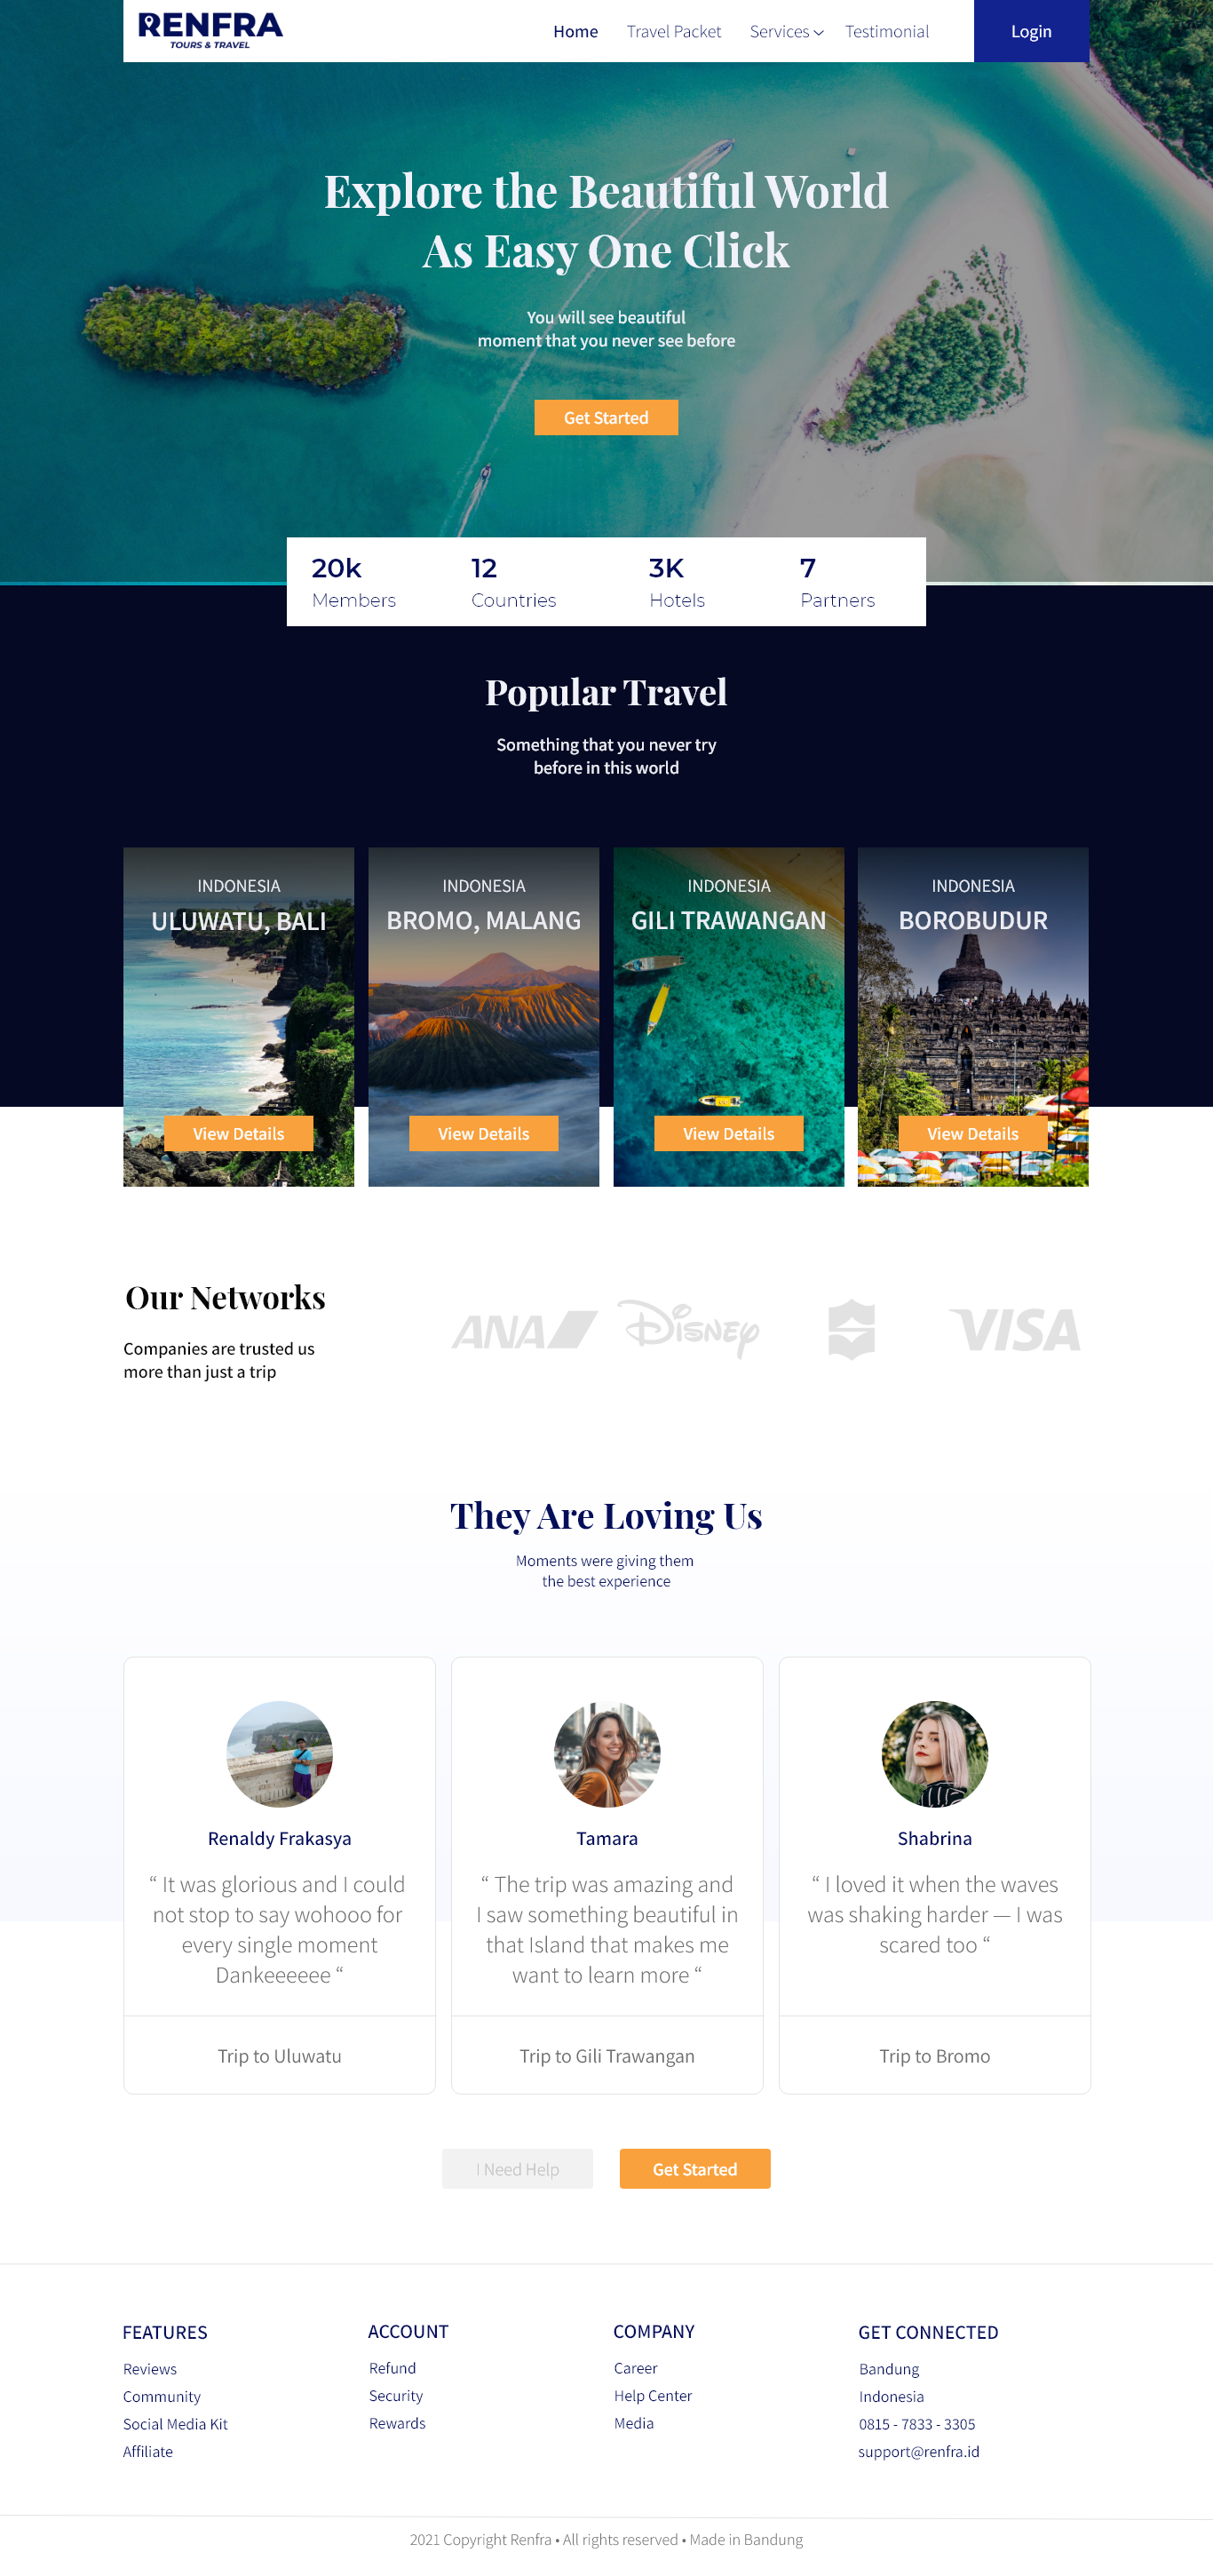 RENFRA
TOURS & TRAVEL
Home
Travel Packet
Services
Testimonial
Login
Explore the Beautiful World
As Easy One Click
You will see beautiful
moment that you never see before
Get Started
20k
Members
12
Countries
3K
Hotels
7
Partners
Popular Travel
Something that you never try
before in this world
INDONESIA
ULUWATU, BALI
View Details
INDONESIA
BROMO, MALANG
View Details
INDONESIA
GILI TRAWANGAN
View Details
INDONESIA
BOROBUDUR
View Details
Our Networks
Companies are trusted us
more than just a trip
ANA
Disney
VISA
They Are Loving Us
Moments were giving them
the best experience
Renaldy Frakasya
“ It was glorious and I could
not stop to say wohooo for
every single moment
Dankeeeeee “
Trip to Uluwatu
Tamara
“ The trip was amazing and
I saw something beautiful in
that Island that makes me
want to learn more “
Trip to Gili Trawangan
Shabrina
“ I loved it when the waves
was shaking harder — I was
scared too “
Trip to Bromo
I Need Help
Get Started
FEATURES
Reviews
Community
Social Media Kit
Affiliate
ACCOUNT
Refund
Security
Rewards
COMPANY
Career
Help Center
Media
GET CONNECTED
Bandung
Indonesia
0815 - 7833 - 3305
support@renfra.id
2021 Copyright Renfra • All rights reserved • Made in Bandung